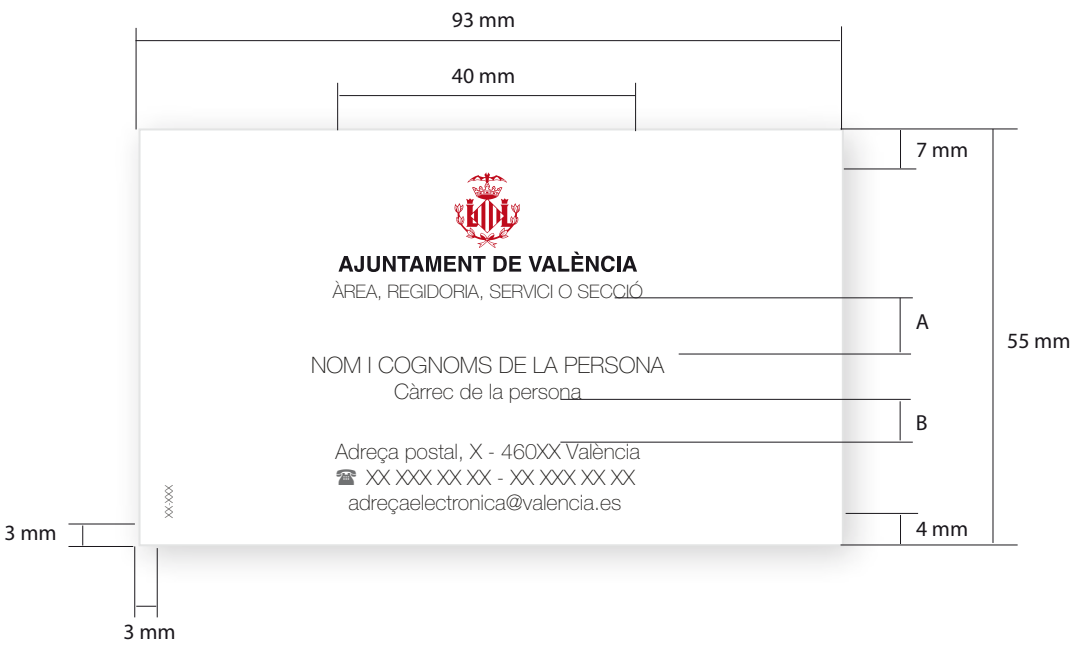 93 mm
40 mm
7 mm
AJUNTAMENT DE VALÈNCIA
ÀREA, REGIDORIA, SERVICI O SECCIÓ
A
55 mm
NOM I COGNOMS DE LA PERSONA
Càrrec de la persona
B
Adreça postal, X - 460XX València
☎ XX XXX XX XX - XX XXX XX XX
adreçaelectronica@valencia.es
XX-XXX
3 mm
4 mm
3 mm